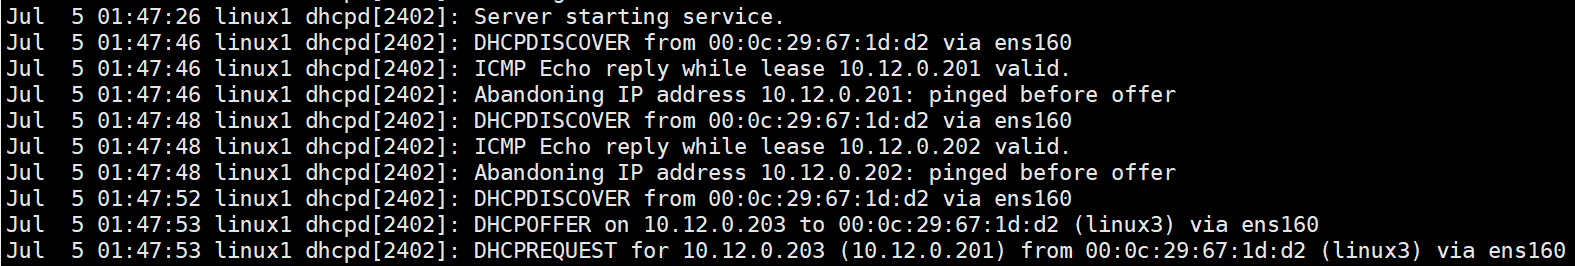 Jul  5 01:47:26 linux1 dhcpd[2402]: Server starting service.
Jul  5 01:47:46 linux1 dhcpd[2402]: DHCPDISCOVER from 00:0c:29:67:1d:d2 via ens160
Jul  5 01:47:46 linux1 dhcpd[2402]: ICMP Echo reply while lease 10.12.0.201 valid.
Jul  5 01:47:46 linux1 dhcpd[2402]: Abandoning IP address 10.12.0.201: pinged before offer
Jul  5 01:47:48 linux1 dhcpd[2402]: DHCPDISCOVER from 00:0c:29:67:1d:d2 via ens160
Jul  5 01:47:48 linux1 dhcpd[2402]: ICMP Echo reply while lease 10.12.0.202 valid.
Jul  5 01:47:48 linux1 dhcpd[2402]: Abandoning IP address 10.12.0.202: pinged before offer
Jul  5 01:47:52 linux1 dhcpd[2402]: DHCPDISCOVER from 00:0c:29:67:1d:d2 via ens160
Jul  5 01:47:53 linux1 dhcpd[2402]: DHCPOFFER on 10.12.0.203 to 00:0c:29:67:1d:d2 (linux3) via ens160
Jul  5 01:47:53 linux1 dhcpd[2402]: DHCPREQUEST for 10.12.0.203 (10.12.0.201) from 00:0c:29:67:1d:d2 (linux3) via ens160